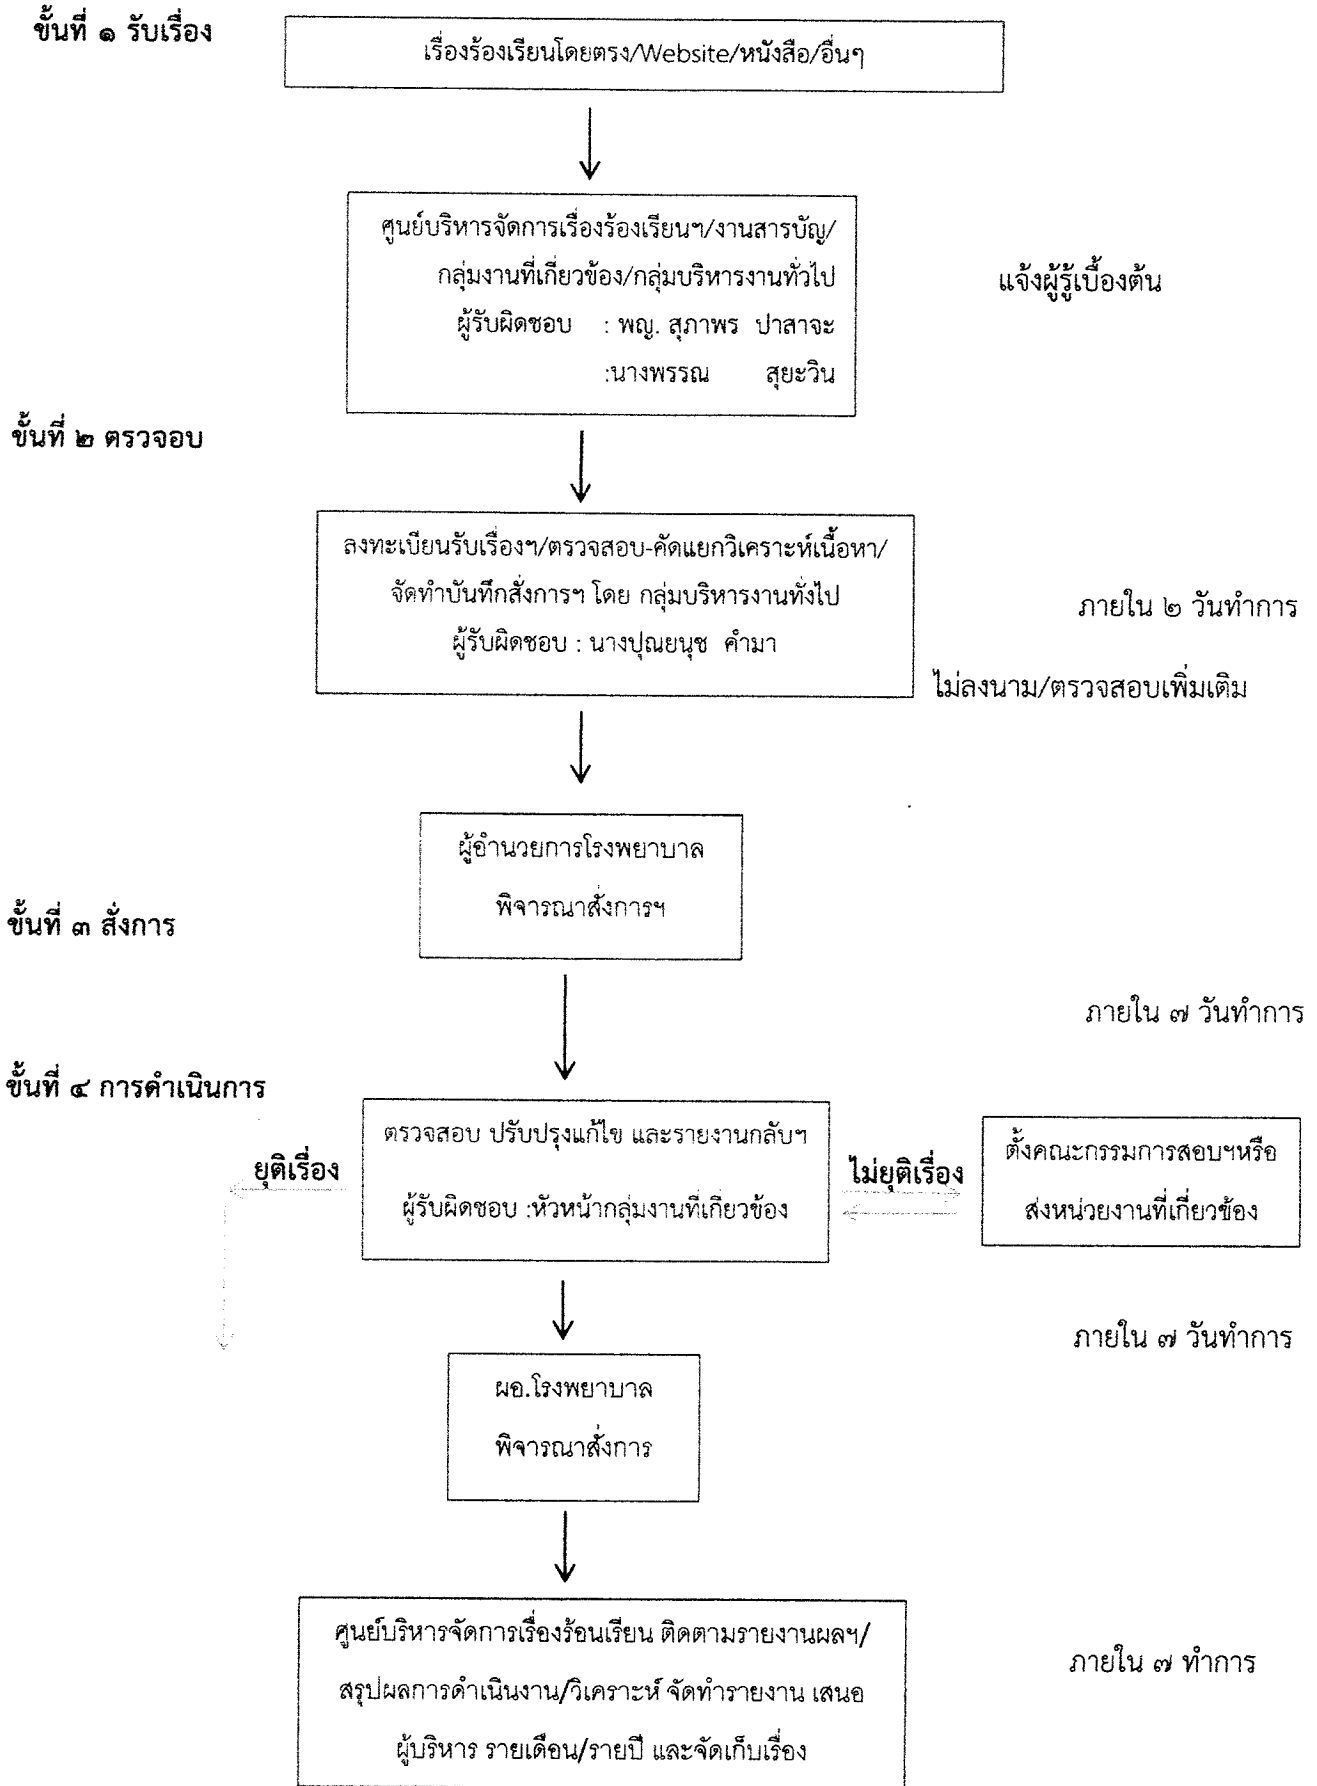 ขั้นที่ ๑ รับเรื่อง
เรื่องร้องเรียนโดยตรง/Website/หนังสือ/อื่นๆ
ศูนย์บริหารจัดการเรื่องร้องเรียนฯ/งานสารบัญ/
กลุ่มงานที่เกี่ยวข้อง/กลุ่มบริหารงานทั่วไป
ผู้รับผิดชอบ : พญ. สุภาพร ปาสาจะ
:นางพรรณ สุยะวิน
แจ้งผู้รู้เบื้องต้น
ขั้นที่ ๒ ตรวจอบ
ลงทะเบียนรับเรื่องฯ/ตรวจสอบ-คัดแยกวิเคราะห์เนื้อหา/
จัดทำบันทึกสั่งการฯ โดย กลุ่มบริหารงานทั่งไป
ผู้รับผิดชอบ : นางปุณยนุช คำมา
ภายใน ๒ วันทำการ
ไม่ลงนาม/ตรวจสอบเพิ่มเติม
ผู้อำนวยการโรงพยาบาล
พิจารณาสั่งการฯ
ขั้นที่ ๓ สั่งการ
ภายใน ๗ วันทำการ
ขั้นที่ ๔ การดำเนินการ
ตรวจสอบ ปรับปรุงแก้ไข และรายงานกลับฯ
ผู้รับผิดชอบ :หัวหน้ากลุ่มงานที่เกี่ยวข้อง
ยุติเรื่อง
ไม่ยุติเรื่อง
ตั้งคณะกรรมการสอบฯหรือ
ส่งหน่วยงานที่เกี่ยวข้อง
ภายใน ๗ วันทำการ
ผอ.โรงพยาบาล
พิจารณาสั่งการ
ศูนย์บริหารจัดการเรื่องร้อนเรียน ติดตามรายงานผลฯ/
สรุปผลการดำเนินงาน/วิเคราะห์ จัดทำรายงาน เสนอ
ผู้บริหาร รายเดือน/รายปี และจัดเก็บเรื่อง
ภายใน ๗ ทำการ